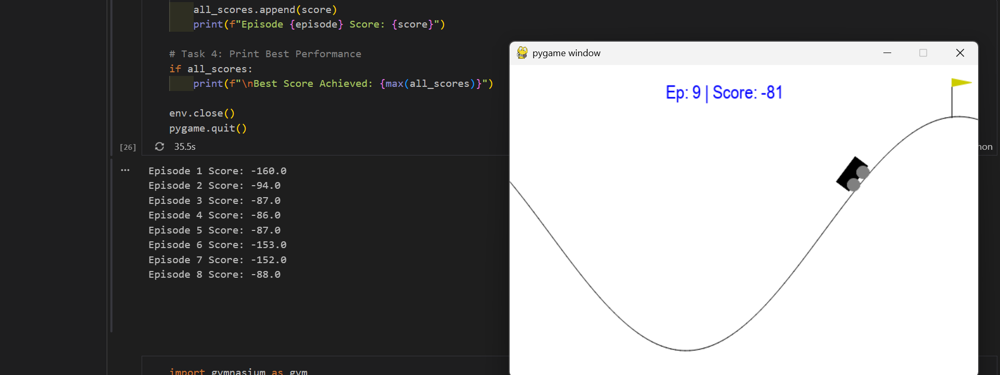 all_scores.append(score)
print(f"Episode {episode} Score: {score}")
# Task 4: Print Best Performance
if all_scores:
print(f"\nBest Score Achieved: {max(all_scores)}")
env.close()
pygame.quit()
[26]
35.5s
Episode 1 Score: -160.0
Episode 2 Score: -94.0
Episode 3 Score: -87.0
Episode 4 Score: -86.0
Episode 5 Score: -87.0
Episode 6 Score: -153.0
Episode 7 Score: -152.0
Episode 8 Score: -88.0
import gymnasium as gym
pygame window
Ep: 9 | Score: -81